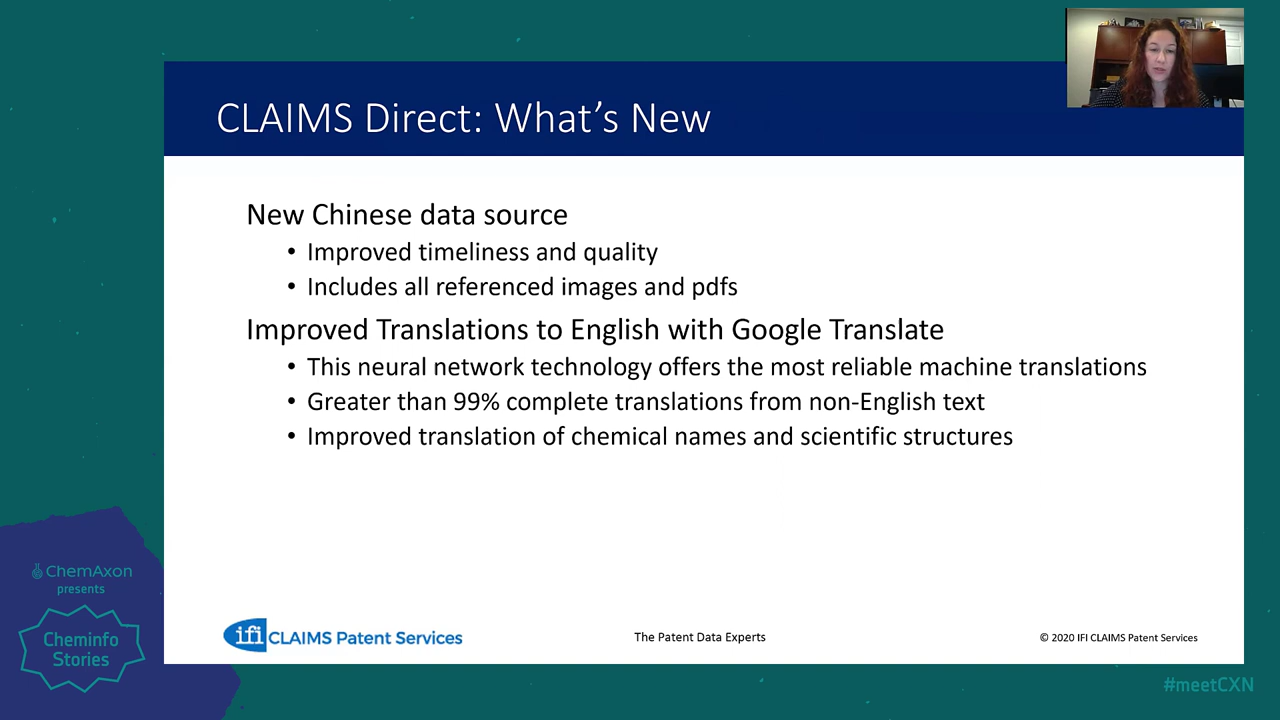 CLAIMS Direct: What's New
New Chinese data source
• Improved timeliness and quality
• Includes all referenced images and pdfs
Improved Translations to English with Google Translate
• This neural network technology offers the most reliable machine translations
• Greater than 99% complete translations from non-English text
• Improved translation of chemical names and scientific structures
ChemAxon
presents
Cheminfo
Stories
ifi CLAIMS Patent Services
The Patent Data Experts
© 2020 IFI CLAIMS Patent Services
#meetCXN